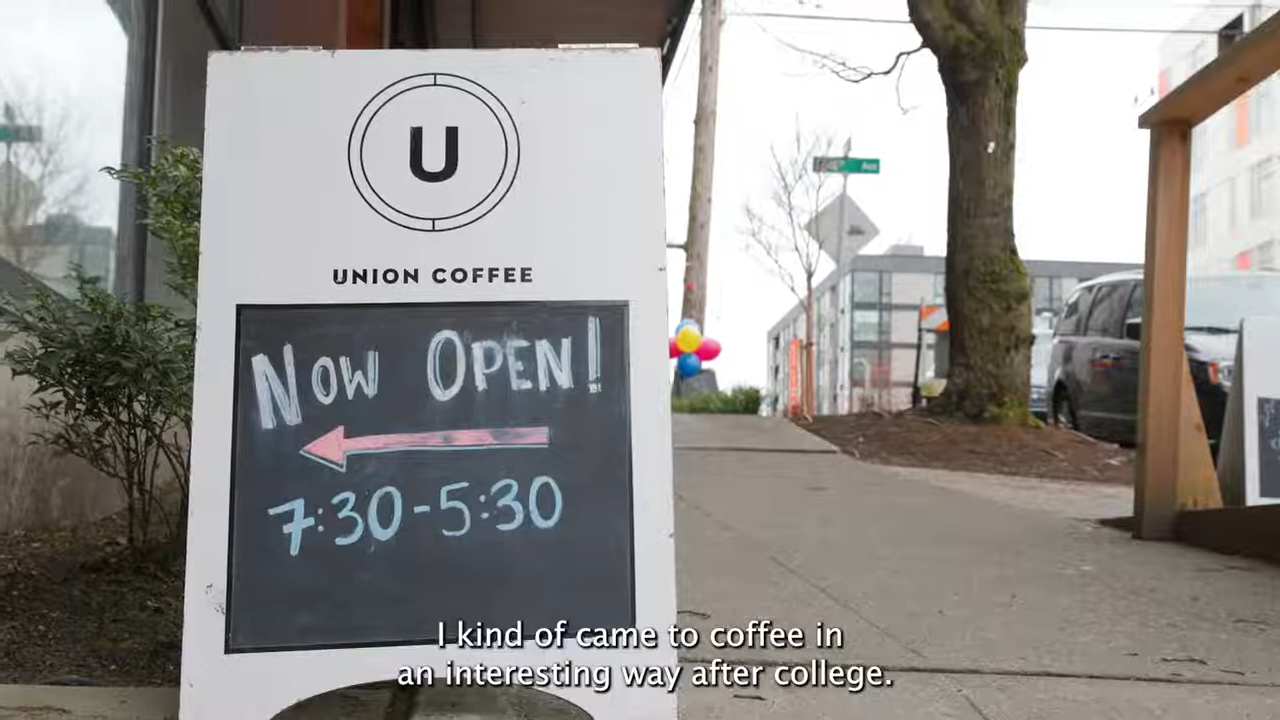 U
UNION COFFEE
Now Open!
7:30-5:30
Ave
I kind of came to coffee in
an interesting way after college.